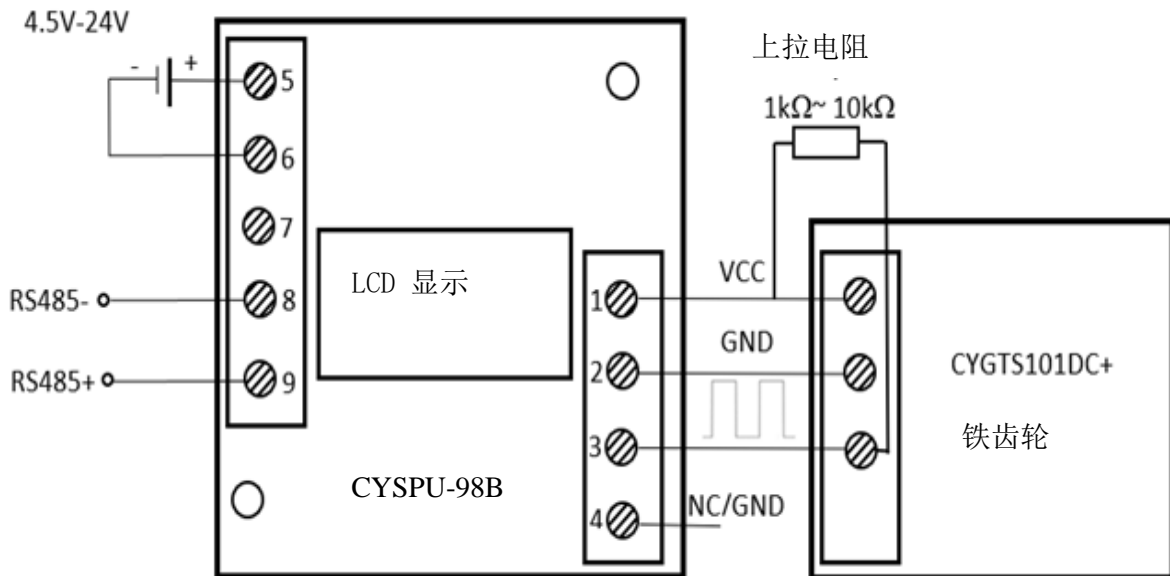 4.5V-24V
- +
5
6
7
8
9
RS485-
RS485+
LCD 显示
CYSPU-98B
上拉电阻
1kΩ~ 10kΩ
VCC
1
GND
2
3
4
NC/GND
CYGTS101DC+
铁齿轮